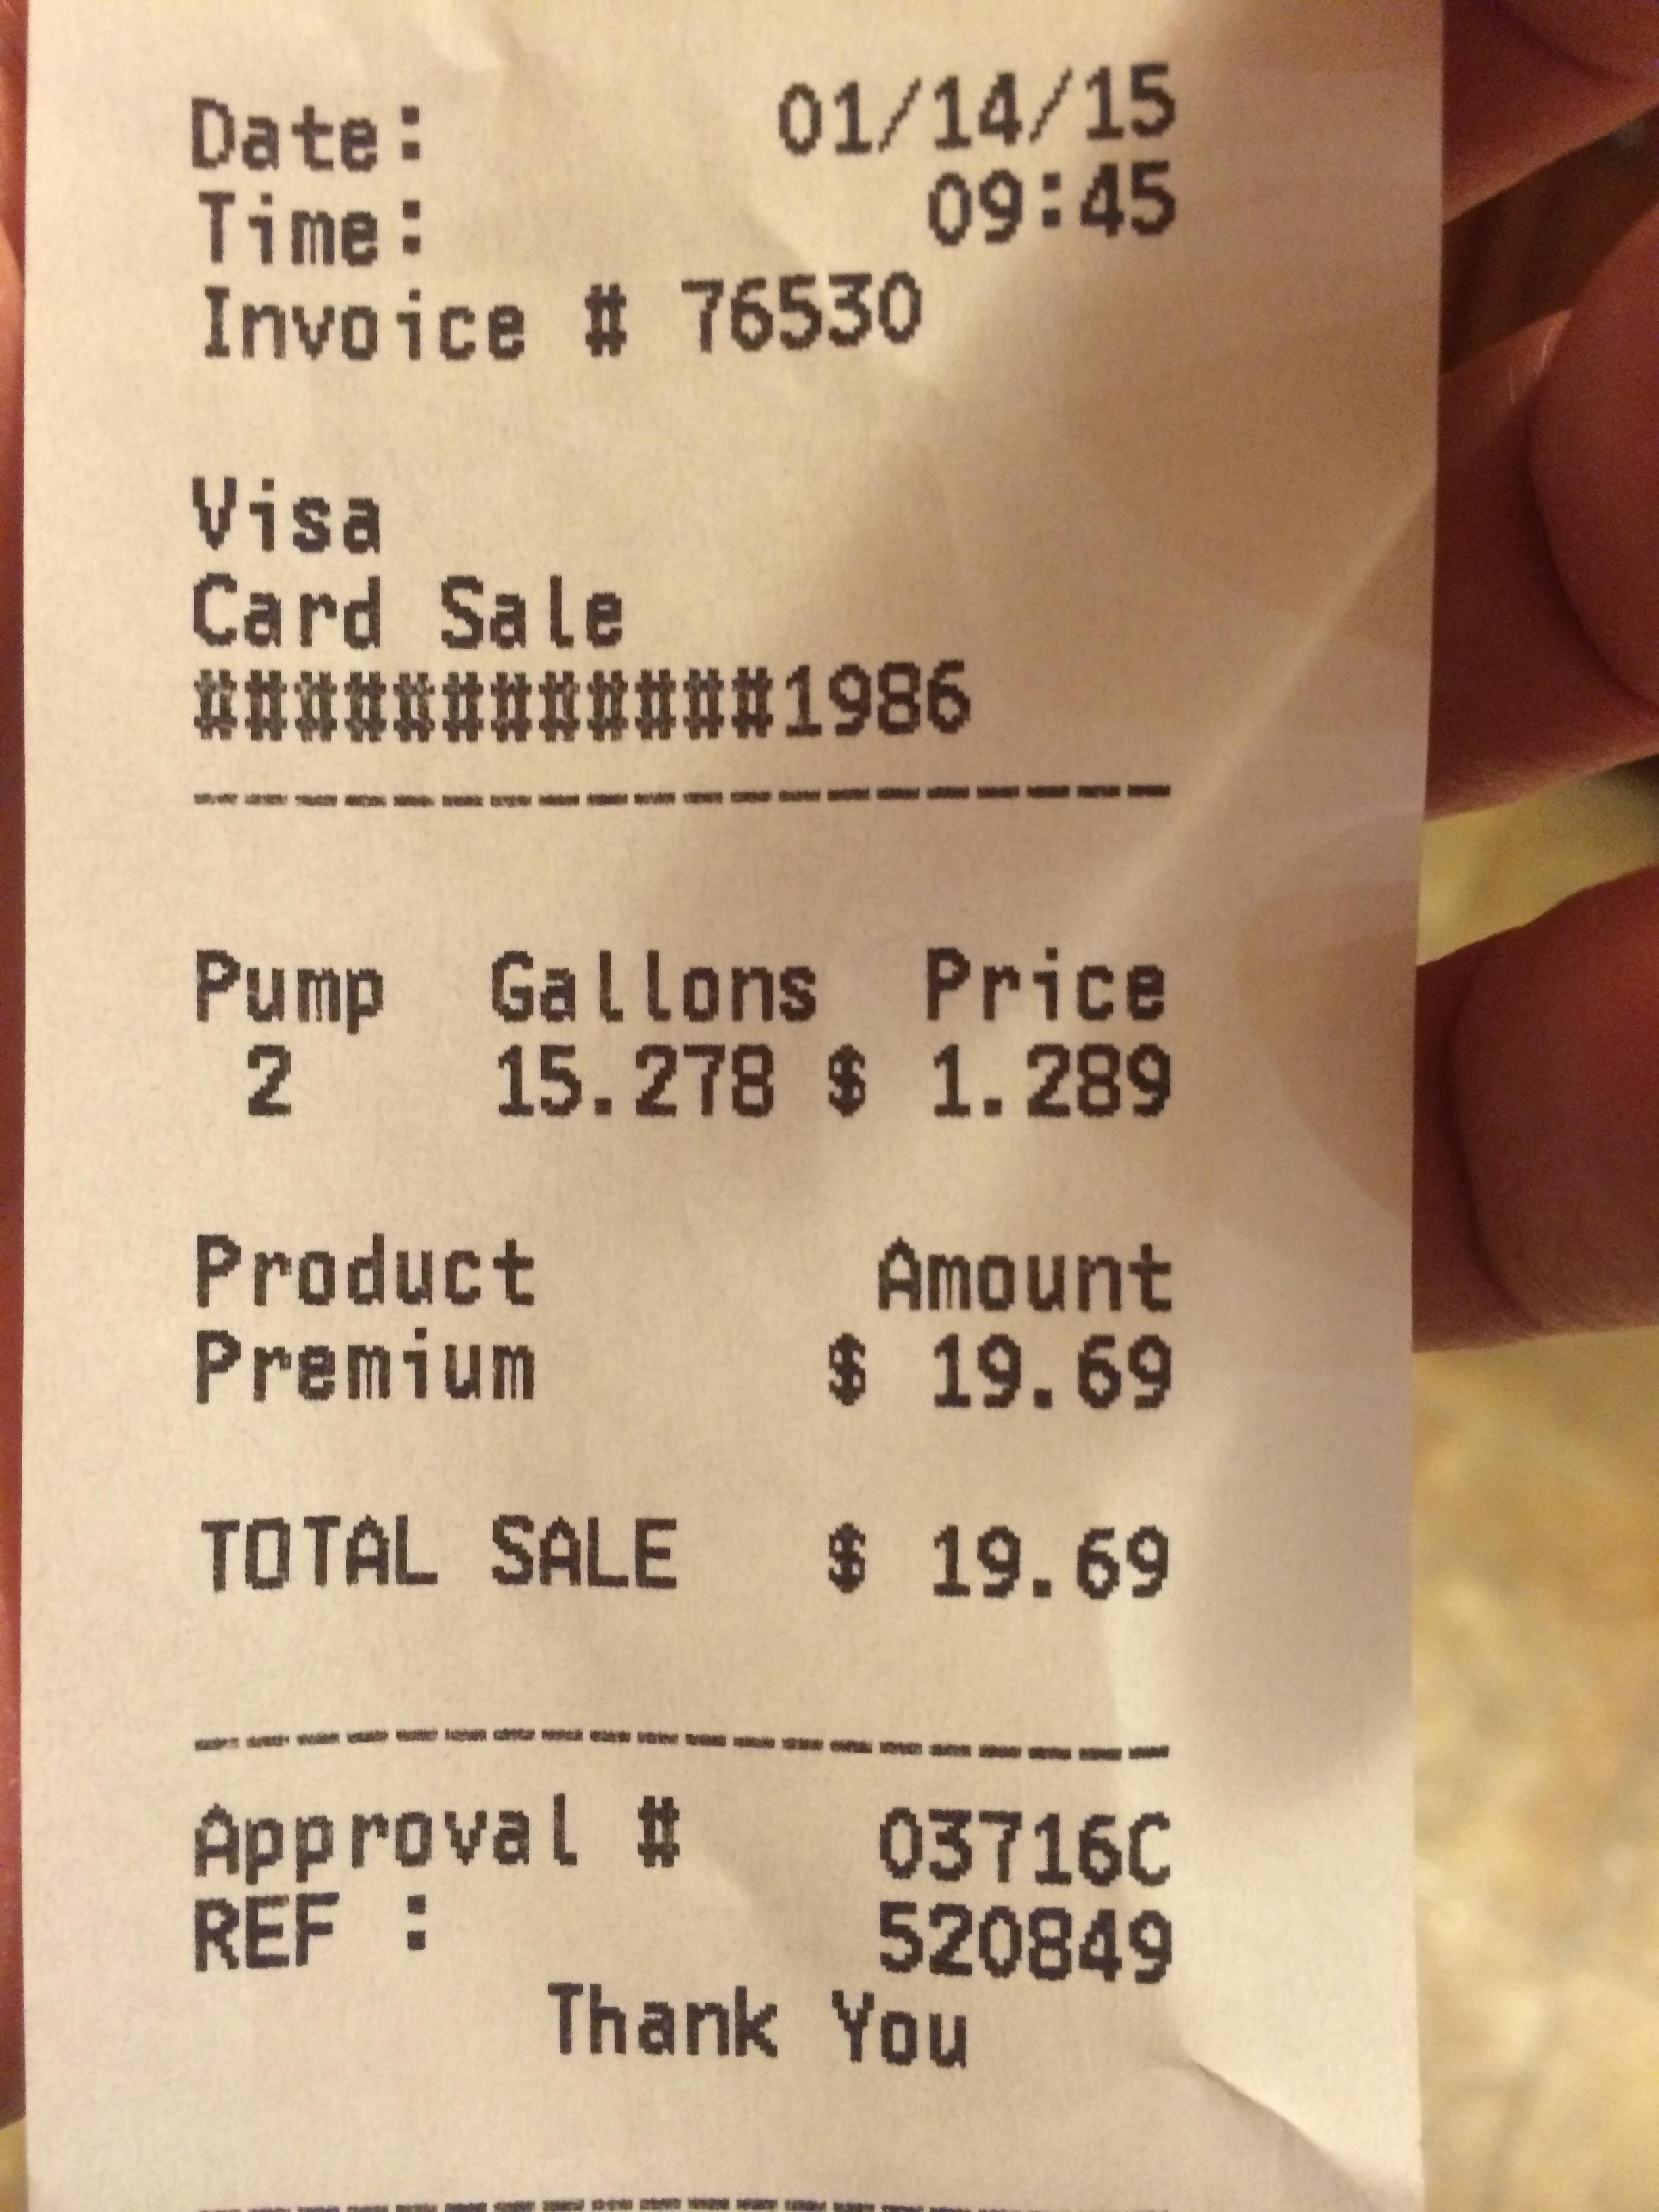 Date: 01/14/15
Time: 09:45
Invoice # 76530
Visa
Card Sale
############1986
--------------------
Pump Gallons Price
2 15.278 $ 1.289
Product Amount
Premium $ 19.69
TOTAL SALE $ 19.69
--------------------
Approval # 03716C
REF : 520849
Thank You
--------------------